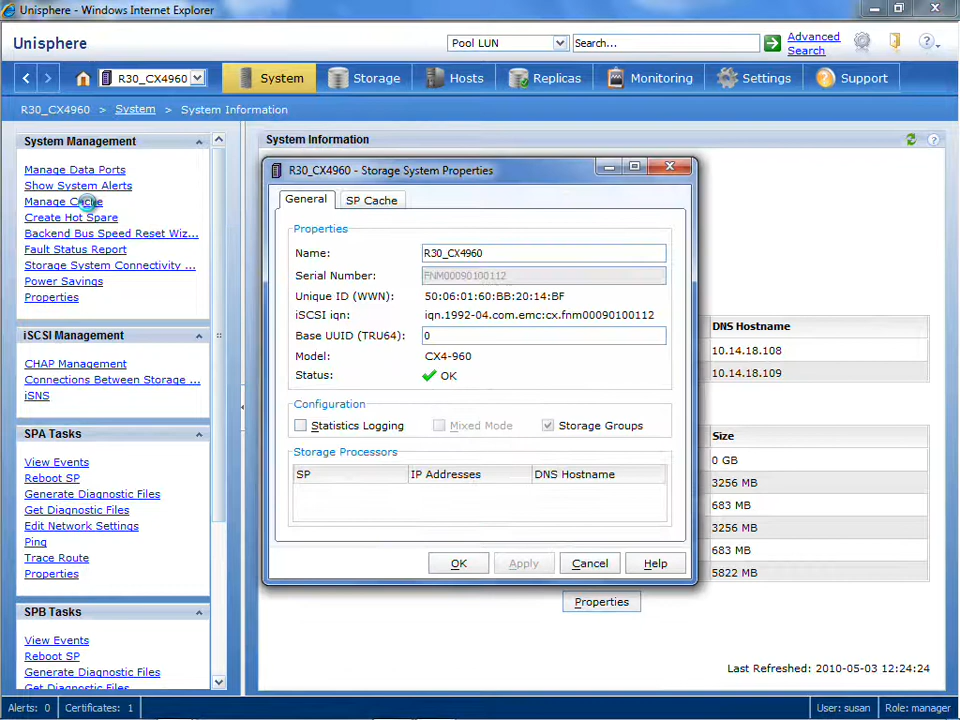 Unisphere - Windows Internet Explorer
Unisphere
Pool LUN
Search...
Advanced
Search
R30_CX4960
System
Storage
Hosts
Replicas
Monitoring
Settings
Support
R30_CX4960 > System > System Information
System Management
Manage Data Ports
Show System Alerts
Manage Cache
Create Hot Spare
Backend Bus Speed Reset Wiz...
Fault Status Report
Storage System Connectivity ...
Power Savings
Properties
iSCSI Management
CHAP Management
Connections Between Storage ...
iSNS
SPA Tasks
View Events
Reboot SP
Generate Diagnostic Files
Get Diagnostic Files
Edit Network Settings
Ping
Trace Route
Properties
SPB Tasks
View Events
Reboot SP
Generate Diagnostic Files
Get Diagnostic Files
System Information
R30_CX4960 - Storage System Properties
General
SP Cache
Properties
Name: R30_CX4960
Serial Number: FNM00090100112
Unique ID (WWN): 50:06:01:60:BB:20:14:BF
iSCSI iqn: iqn.1992-04.com.emc:cx.fnm00090100112
Base UUID (TRU64): 0
Model: CX4-960
Status: OK
Configuration
Statistics Logging
Mixed Mode
Storage Groups
Storage Processors
SP
IP Addresses
DNS Hostname
OK
Apply
Cancel
Help
DNS Hostname
10.14.18.108
10.14.18.109
Size
0 GB
3256 MB
683 MB
3256 MB
683 MB
5822 MB
Properties
Last Refreshed: 2010-05-03 12:24:24
Alerts: 0
Certificates: 1
User: susan
Role: manager